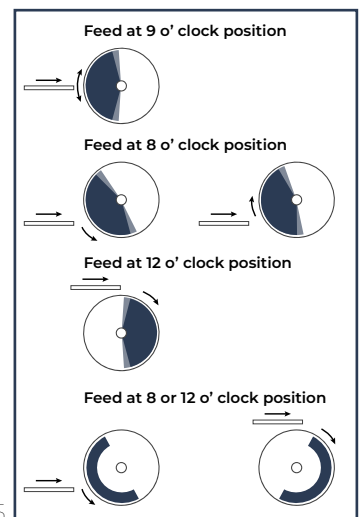 Feed at 9 o' clock position
Feed at 8 o' clock position
Feed at 12 o' clock position
Feed at 8 or 12 o' clock position